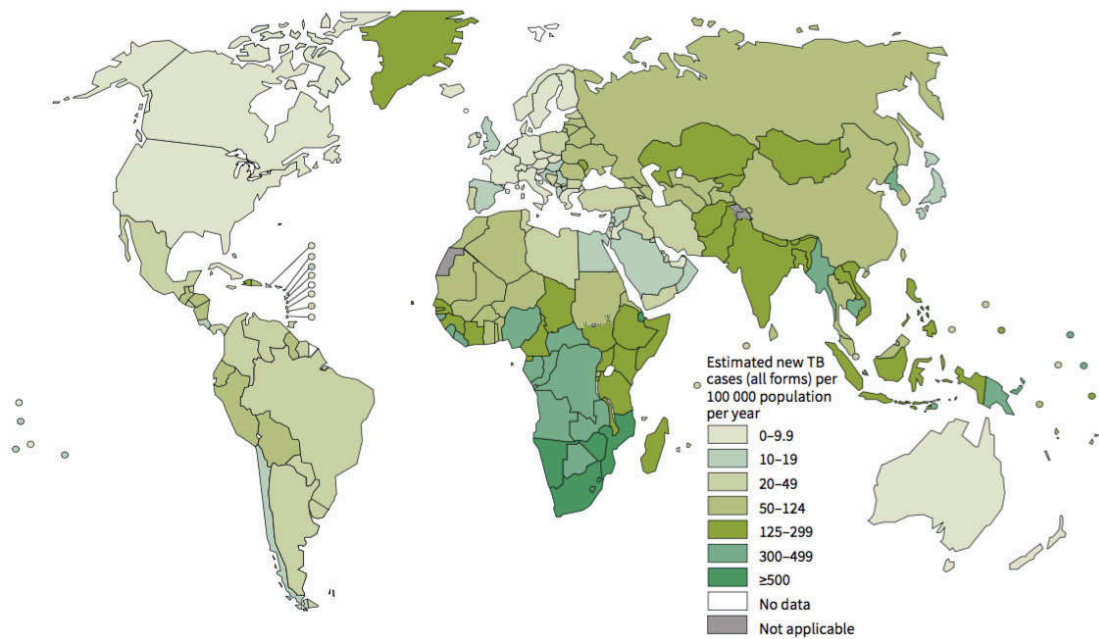 Estimated new TB
cases (all forms) per
100 000 population
per year
0–9.9
10–19
20–49
50–124
125–299
300–499
≥500
No data
Not applicable